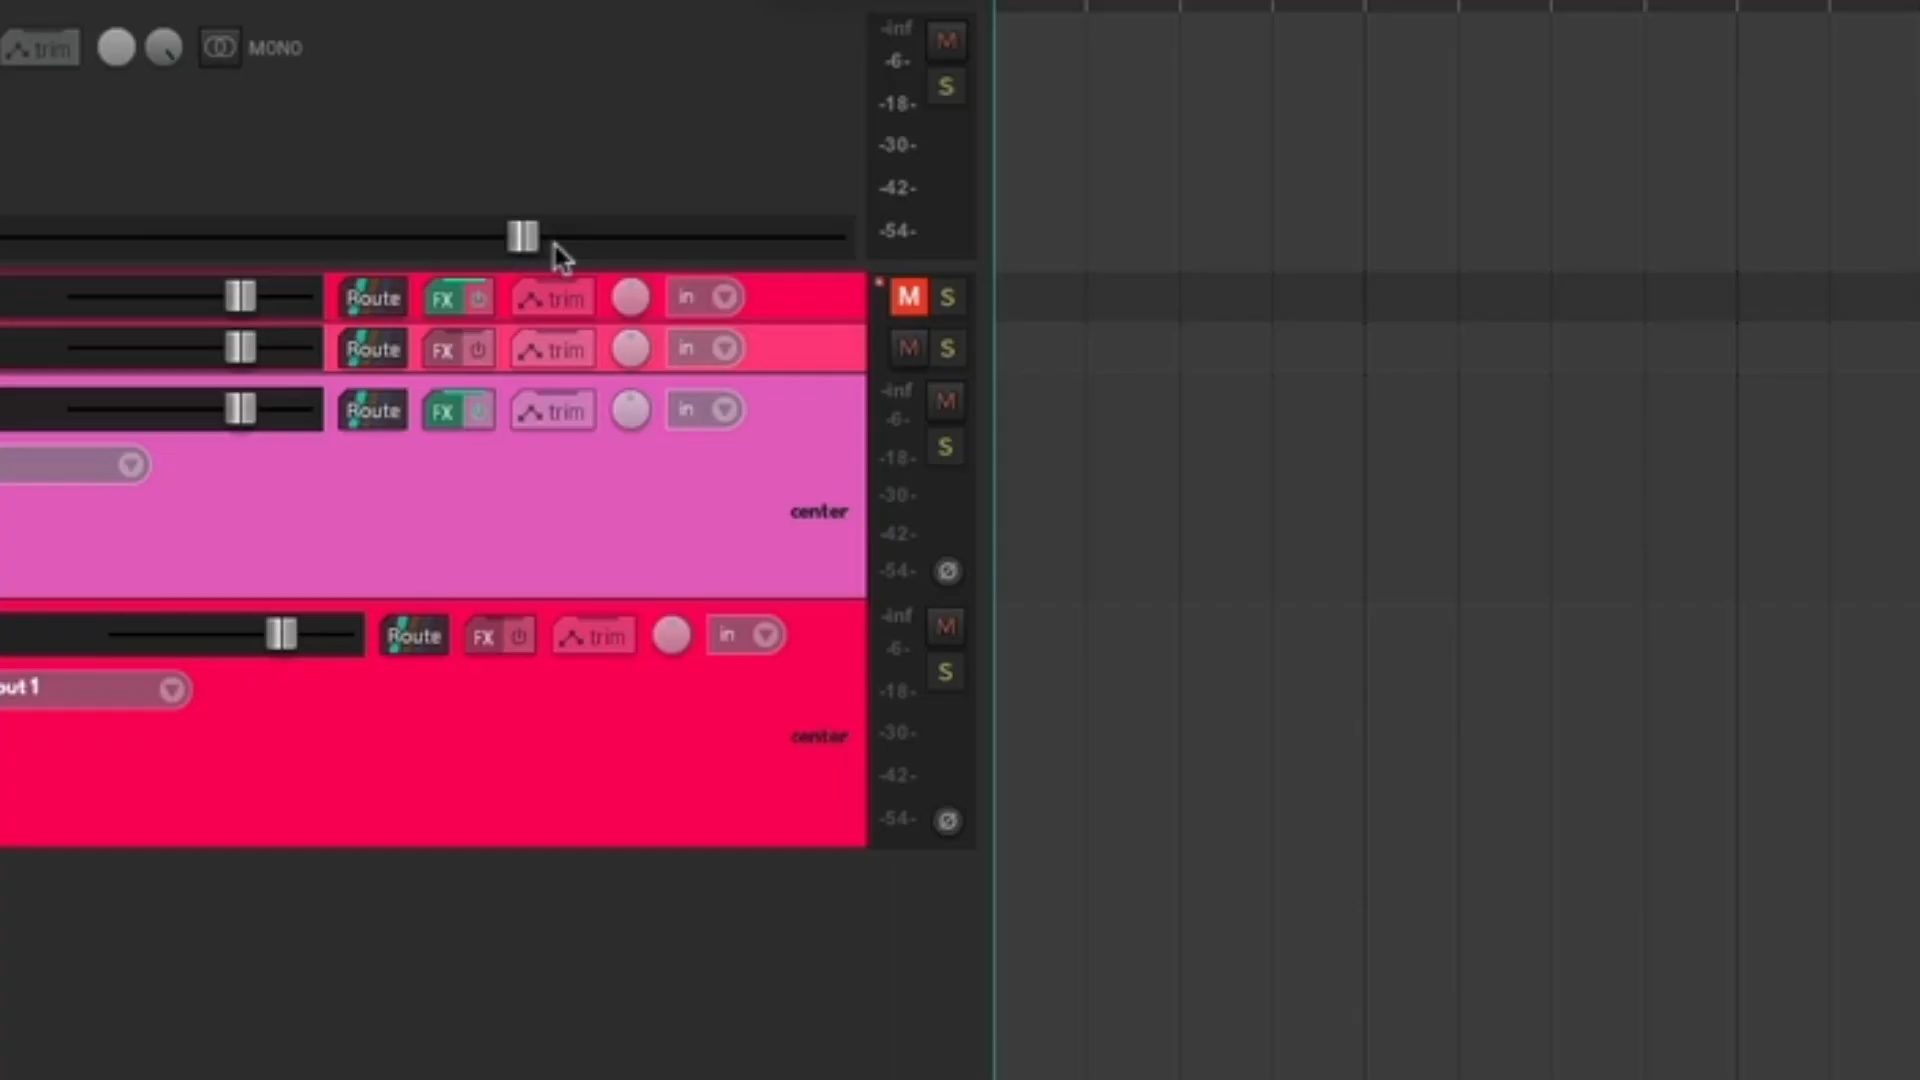 trim MONO -inf M
-6-
S
-18-
-30-
-42-
-54-
Route FX trim in M S
Route FX trim in M S
-inf
Route FX trim in M
-6-
S
-18-
-30-
center
-42-
-54-
-inf
Route FX trim in M
-6-
S
out 1
-18-
-30-
center
-42-
-54-